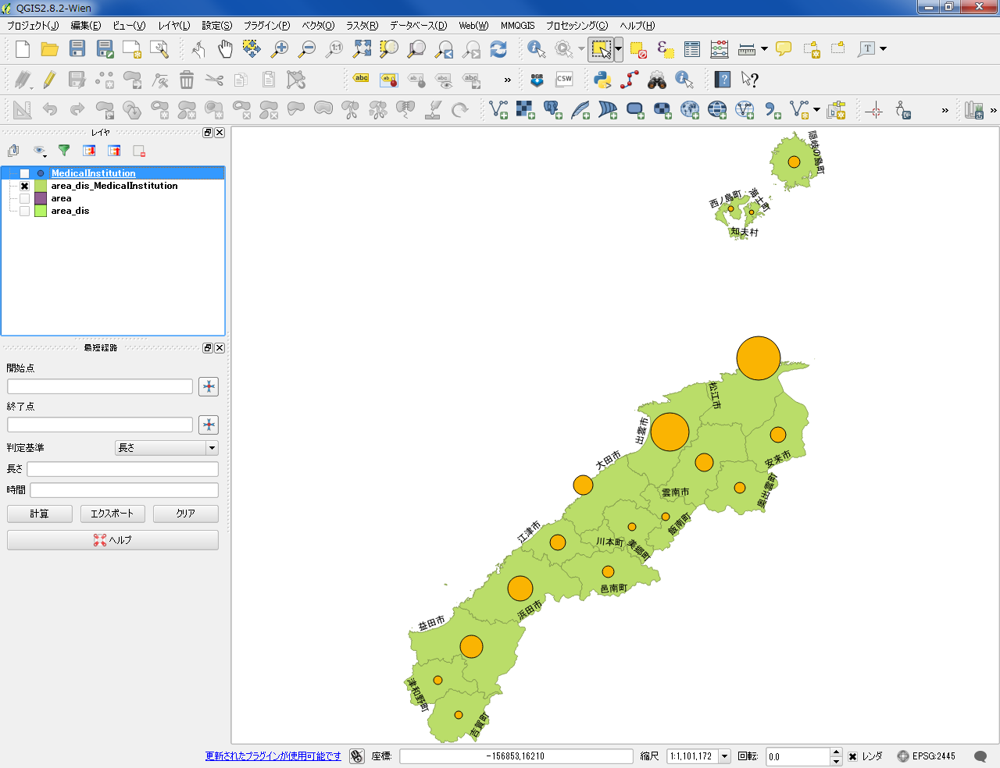 QGIS2.8.2-Wien
プロジェクト(J) 編集(E) ビュー(V) レイヤ(L) 設定(S) プラグイン(P) ベクタ(O) ラスタ(R) データベース(D) Web(W) MMQGIS プロセッシング(C) ヘルプ(H)
1:1
ε
T
abc ab ab abc abc » OGR CSW ? ?
» »
レイヤ
MedicalInstitution
area_dis_MedicalInstitution
area
area_dis
最短経路
開始点
終了点
判定基準 長さ
長さ
時間
計算 エクスポート クリア
ヘルプ
隠岐の島町
西ノ島町
海士町
知夫村
松江市
出雲市
大田市
安来市
奥出雲町
雲南市
飯南町
江津市
川本町
美郷町
邑南町
浜田市
益田市
津和野町
吉賀町
更新されたプラグインが使用可能です 座標: -156853,16210 縮尺 1:1,101,172 回転: 0.0 レンダ EPSG:2445